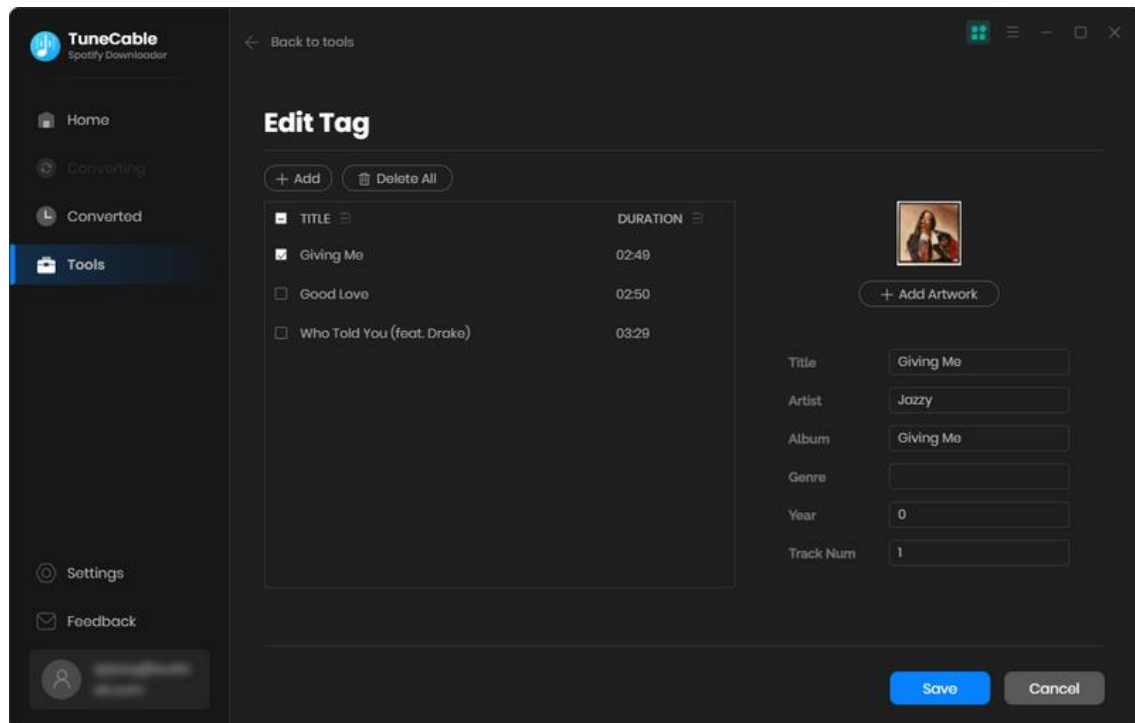 TuneCable
Spotify Downloader
Back to tools
Home
Converting
Converted
Tools
Settings
Feedback
Edit Tag
+ Add
Delete All
TITLE DURATION
Giving Me 02:49
Good Love 02:50
Who Told You (feat. Drake) 03:29
+ Add Artwork
Title Giving Me
Artist Jazzy
Album Giving Me
Genre
Year 0
Track Num 1
Save Cancel